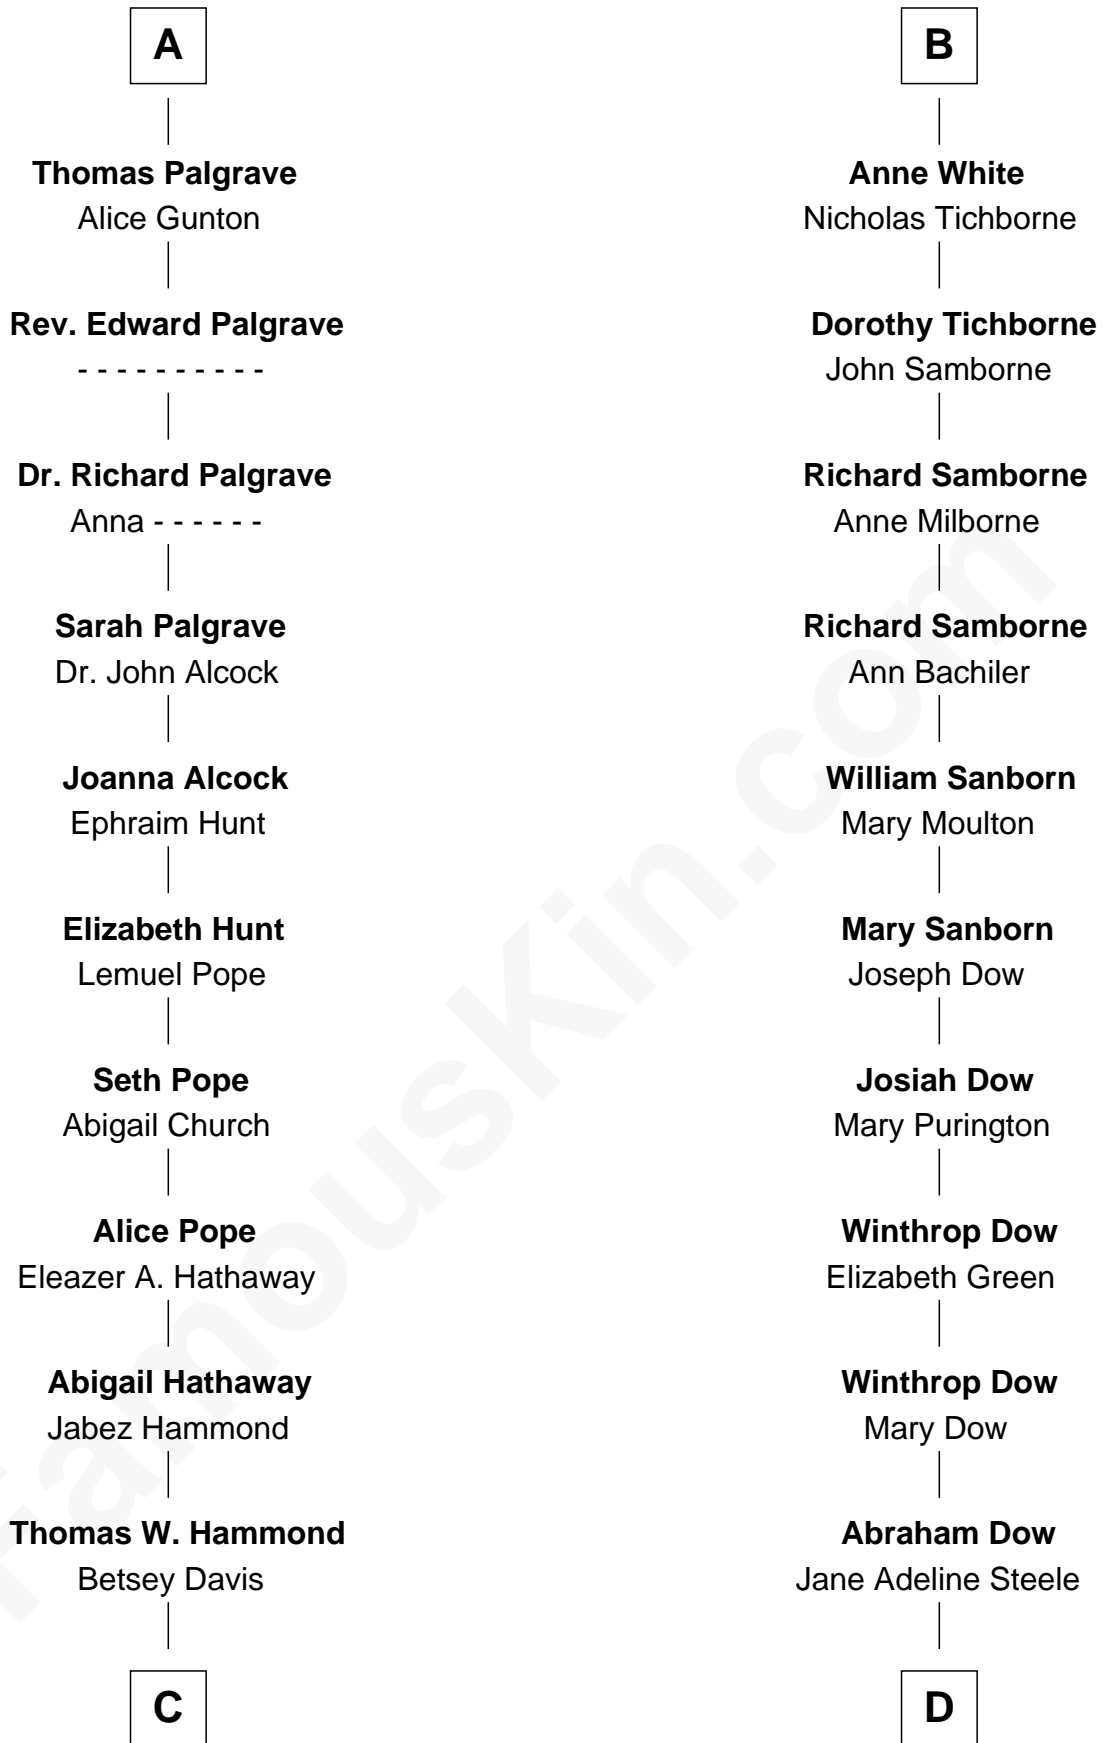 A
Thomas Palgrave
Alice Gunton
Rev. Edward Palgrave
- - - - - - - - - -
Dr. Richard Palgrave
Anna - - - - - -
Sarah Palgrave
Dr. John Alcock
Joanna Alcock
Ephraim Hunt
Elizabeth Hunt
Lemuel Pope
Seth Pope
Abigail Church
Alice Pope
Eleazer A. Hathaway
Abigail Hathaway
Jabez Hammond
Thomas W. Hammond
Betsey Davis
C
B
Anne White
Nicholas Tichborne
Dorothy Tichborne
John Samborne
Richard Samborne
Anne Milborne
Richard Samborne
Ann Bachiler
William Sanborn
Mary Moulton
Mary Sanborn
Joseph Dow
Josiah Dow
Mary Purington
Winthrop Dow
Elizabeth Green
Winthrop Dow
Mary Dow
Abraham Dow
Jane Adeline Steele
D
FamousKin.com